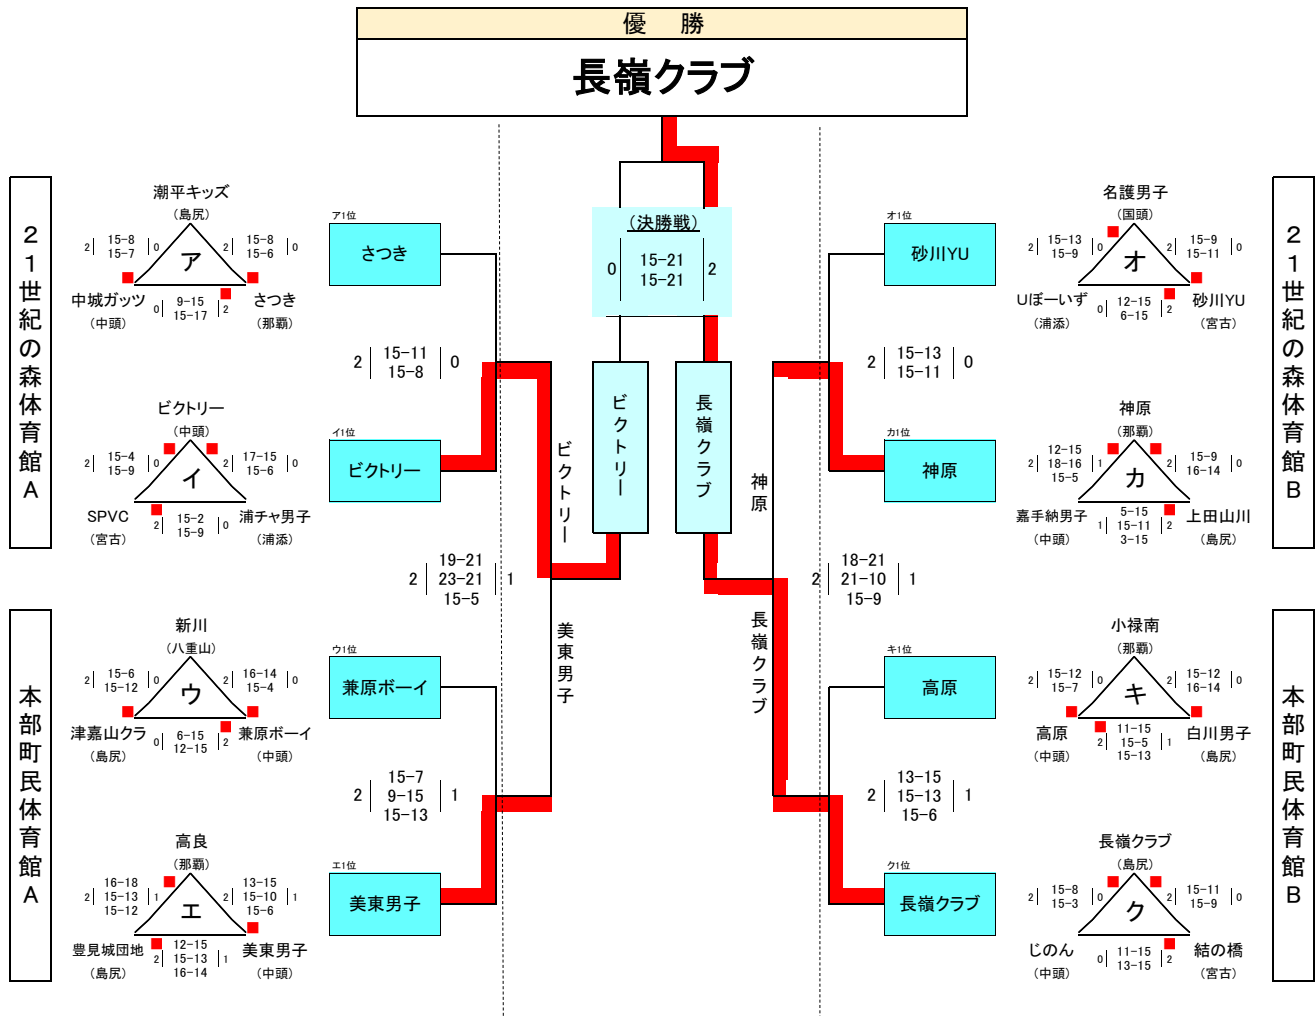 優　勝
長嶺クラブ
21世紀の森体育館A
潮平キッズ
(島尻)
2 15-8 0
15-7
2 15-8 0
15-6
ア
中城ガッツ
(中頭)
0 9-15 2
15-17
さつき
(那覇)
ビクトリー
(中頭)
2 15-4 0
15-9
2 17-15 0
15-6
イ
SPVC
(宮古)
2 15-2 0
15-9
浦チャ男子
(浦添)
本部町民体育館A
新川
(八重山)
2 15-6 0
15-12
2 16-14 0
15-4
ウ
津嘉山クラ
(島尻)
0 6-15 2
12-15
兼原ボーイ
(中頭)
高良
(那覇)
2 16-18 1
15-13
15-12
2 13-15 1
15-10
15-6
エ
豊見城団地
(島尻)
2 12-15 1
15-13
16-14
美東男子
(中頭)
ア1位
さつき
2 15-11 0
15-8
イ1位
ビクトリー
ビクトリー
2 19-21 1
23-21
15-5
美東男子
ウ1位
兼原ボーイ
2 15-7 1
9-15
15-13
エ1位
美東男子
(決勝戦)
0 15-21 2
15-21
ビクトリー
長嶺クラブ
オ1位
砂川YU
2 15-13 0
15-11
カ1位
神原
神原
2 18-21 1
21-10
15-9
長嶺クラブ
キ1位
高原
2 13-15 1
15-13
15-6
ク1位
長嶺クラブ
21世紀の森体育館B
名護男子
(国頭)
2 15-13 0
15-9
2 15-9 0
15-11
オ
Uぼーいず
(浦添)
0 12-15 2
6-15
砂川YU
(宮古)
神原
(那覇)
2 12-15 1
18-16
15-5
2 15-9 0
16-14
カ
嘉手納男子
(中頭)
1 5-15 2
15-11
3-15
上田山川
(島尻)
本部町民体育館B
小禄南
(那覇)
2 15-12 0
15-7
2 15-12 0
16-14
キ
高原
(中頭)
2 11-15 1
15-5
15-13
白川男子
(島尻)
長嶺クラブ
(島尻)
2 15-8 0
15-3
2 15-11 0
15-9
ク
じのん
(中頭)
0 11-15 2
13-15
結の橋
(宮古)